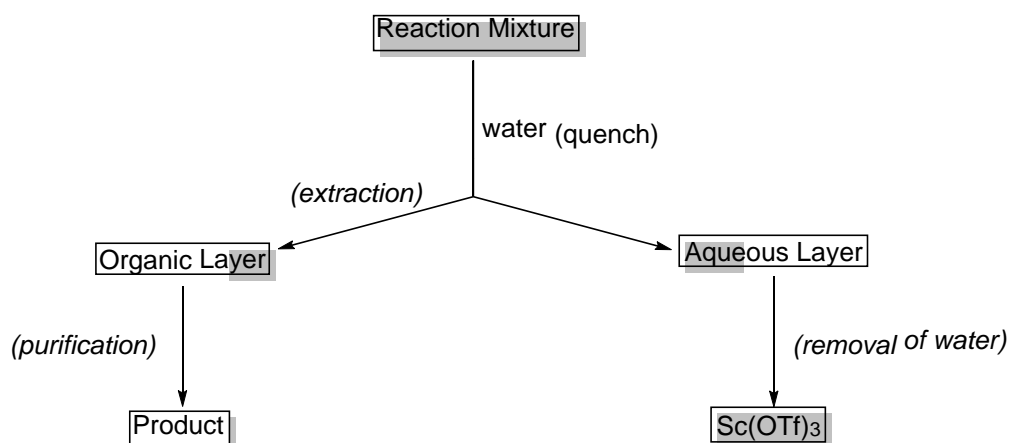 Reaction Mixture
water (quench)
(extraction)
Organic Layer
Aqueous Layer
(purification)
(removal of water)
Product
Sc(OTf)3